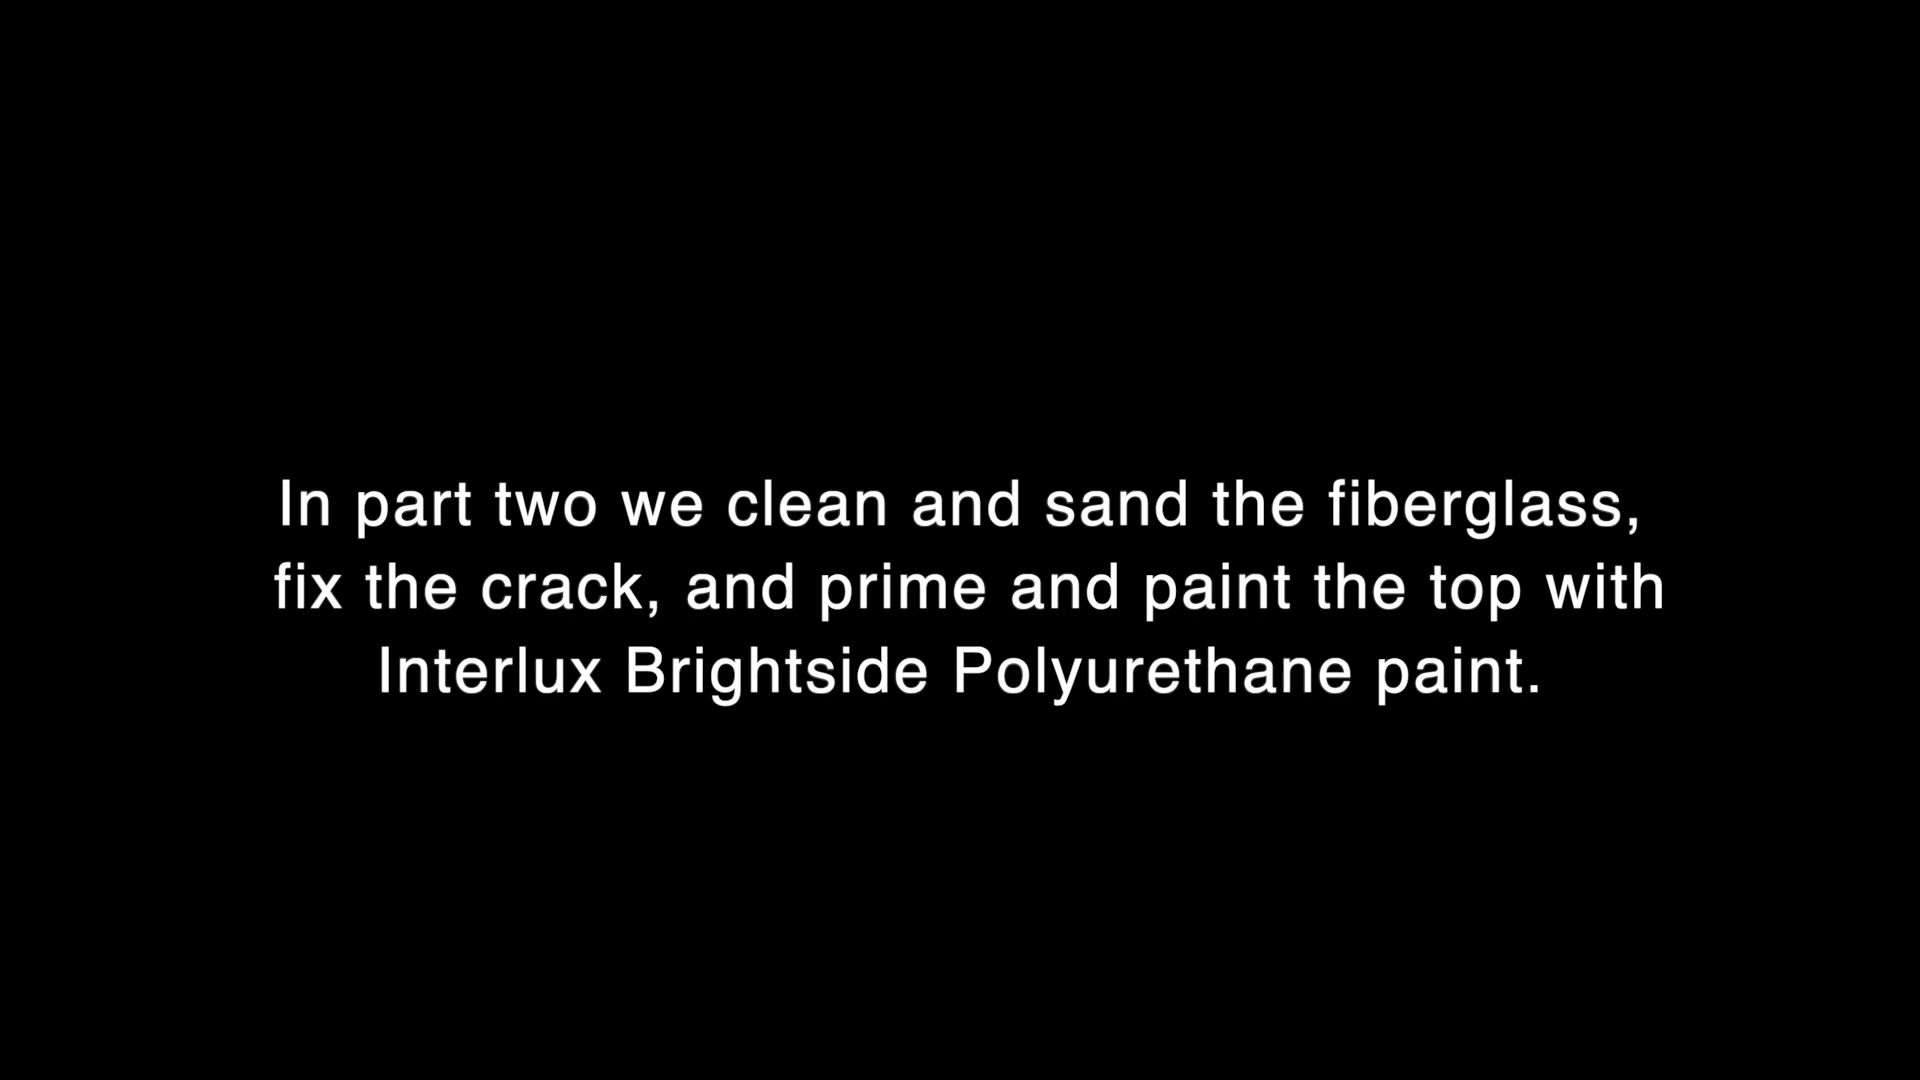 In part two we clean and sand the fiberglass,
fix the crack, and prime and paint the top with
Interlux Brightside Polyurethane paint.